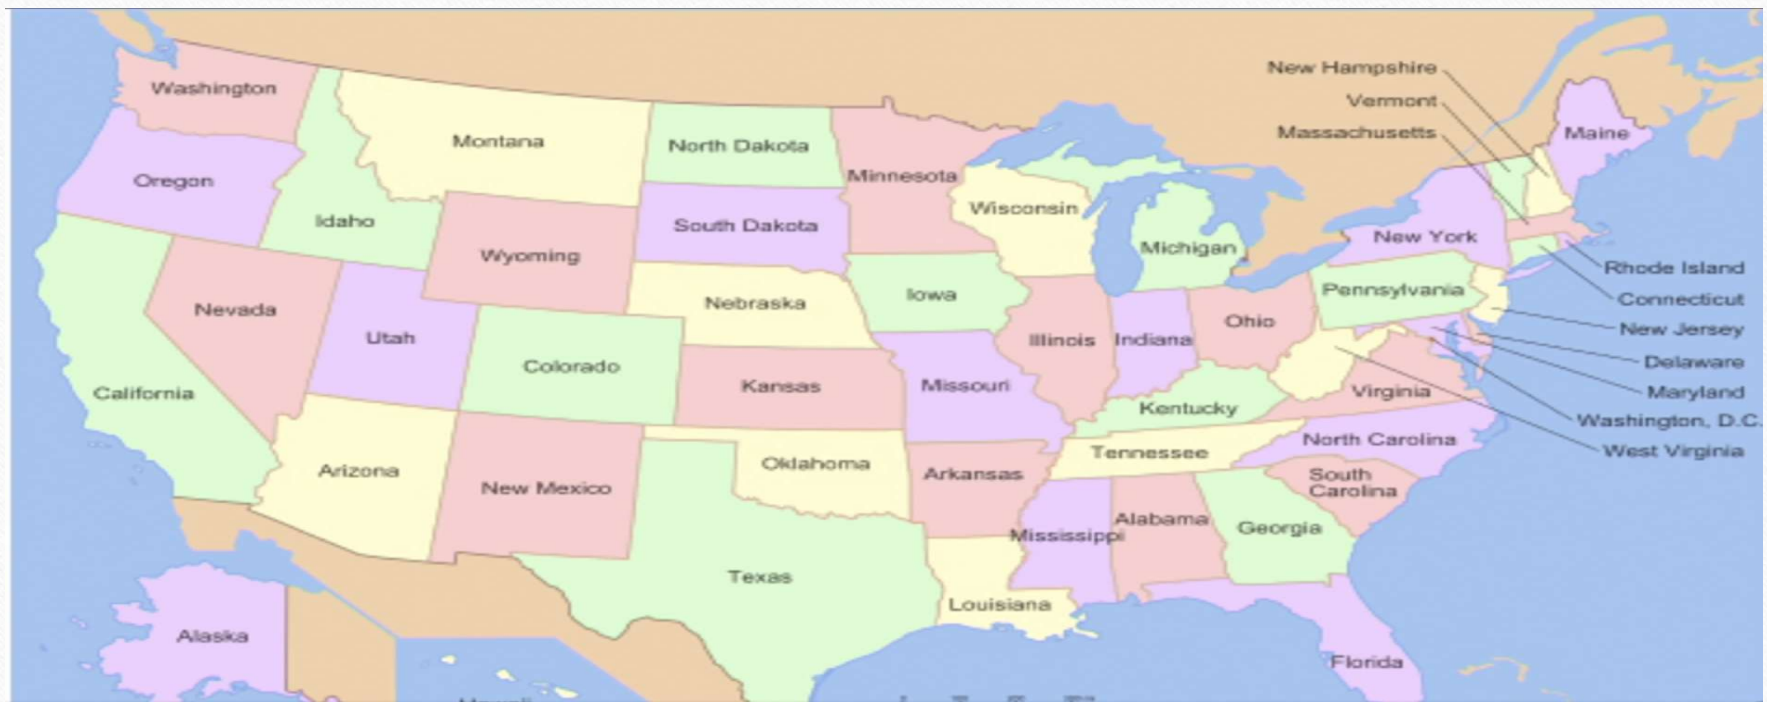 New Hampshire
Washington
Vermont
Massachusetts
Maine
Montana
North Dakota
Minnesota
Oregon
Wisconsin
Idaho
South Dakota
New York
Michigan
Wyoming
Rhode Island
Pennsylvania
Iowa
Connecticut
Nebraska
Nevada
Ohio
New Jersey
Utah
Illinois
Indiana
Colorado
Delaware
Kansas
Missouri
California
Virginia
Maryland
Kentucky
Washington, D.C.
North Carolina
West Virginia
Tennessee
Oklahoma
Arizona
Arkansas
South
Carolina
New Mexico
Alabama
Georgia
Mississippi
Texas
Louisiana
Alaska
Florida